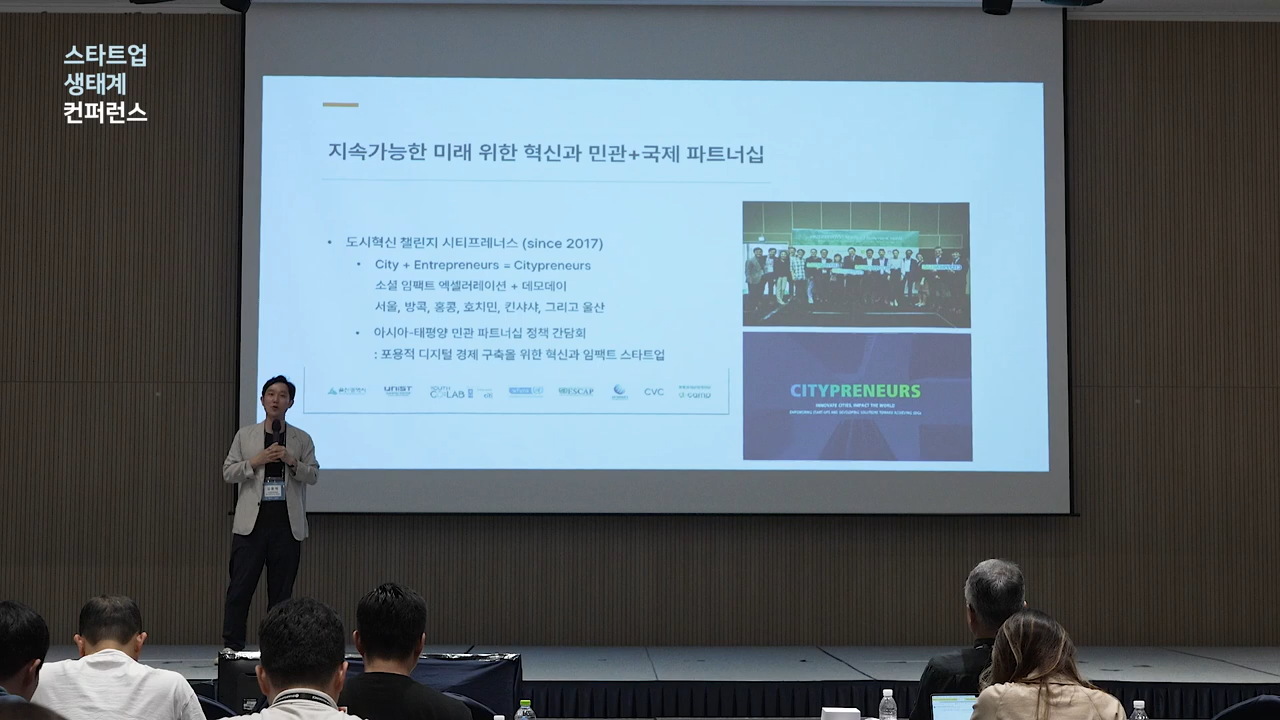 스타트업
생태계
컨퍼런스
지속가능한 미래 위한 혁신과 민관+국제 파트너십
• 도시혁신 챌린지 시티프레너스 (since 2017)
• City + Entrepreneurs = Citypreneurs
소셜 임팩트 엑셀러레이션 + 데모데이
서울, 방콕, 홍콩, 호치민, 킨샤샤, 그리고 울산
• 아시아-태평양 민관 파트너십 정책 간담회
: 포용적 디지털 경제 구축을 위한 혁신과 임팩트 스타트업
울산광역시 UNIST ESCAP CVC
CITYPRENEURS
INNOVATE CITIES, IMPACT THE WORLD